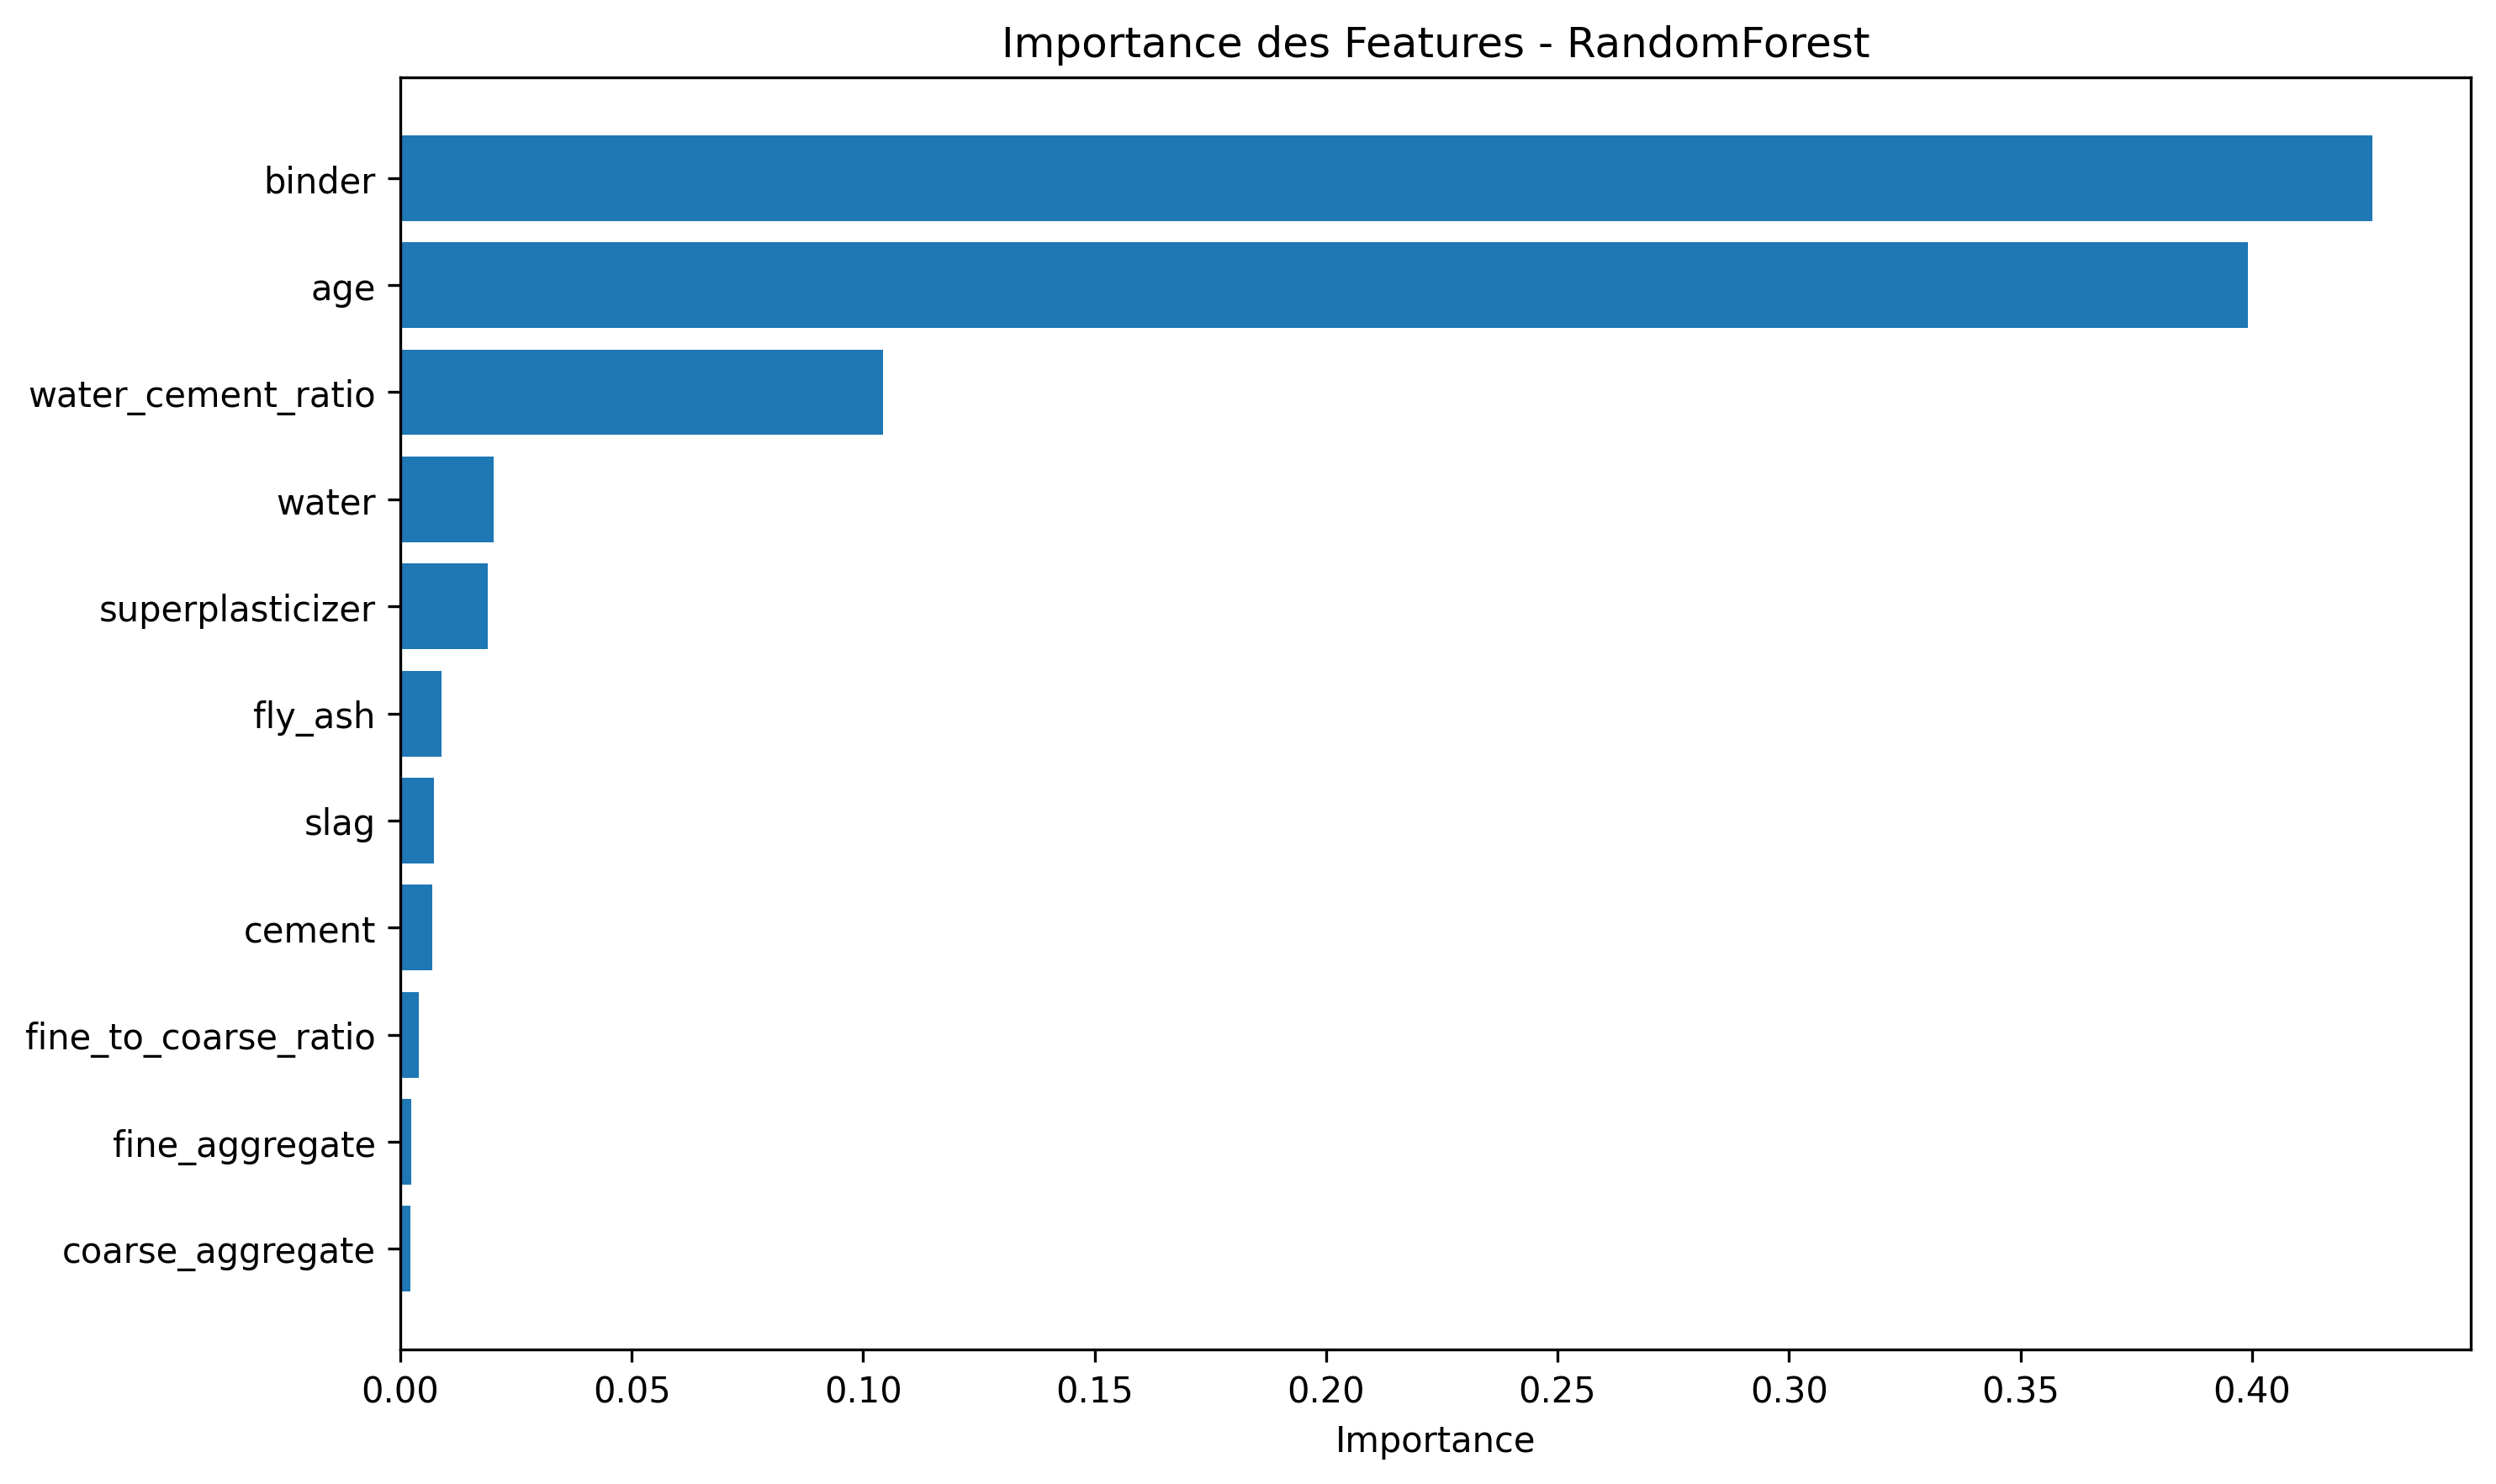 Importance des Features - RandomForest
binder
age
water_cement_ratio
water
superplasticizer
fly_ash
slag
cement
fine_to_coarse_ratio
fine_aggregate
coarse_aggregate
0.00 0.05 0.10 0.15 0.20 0.25 0.30 0.35 0.40
Importance